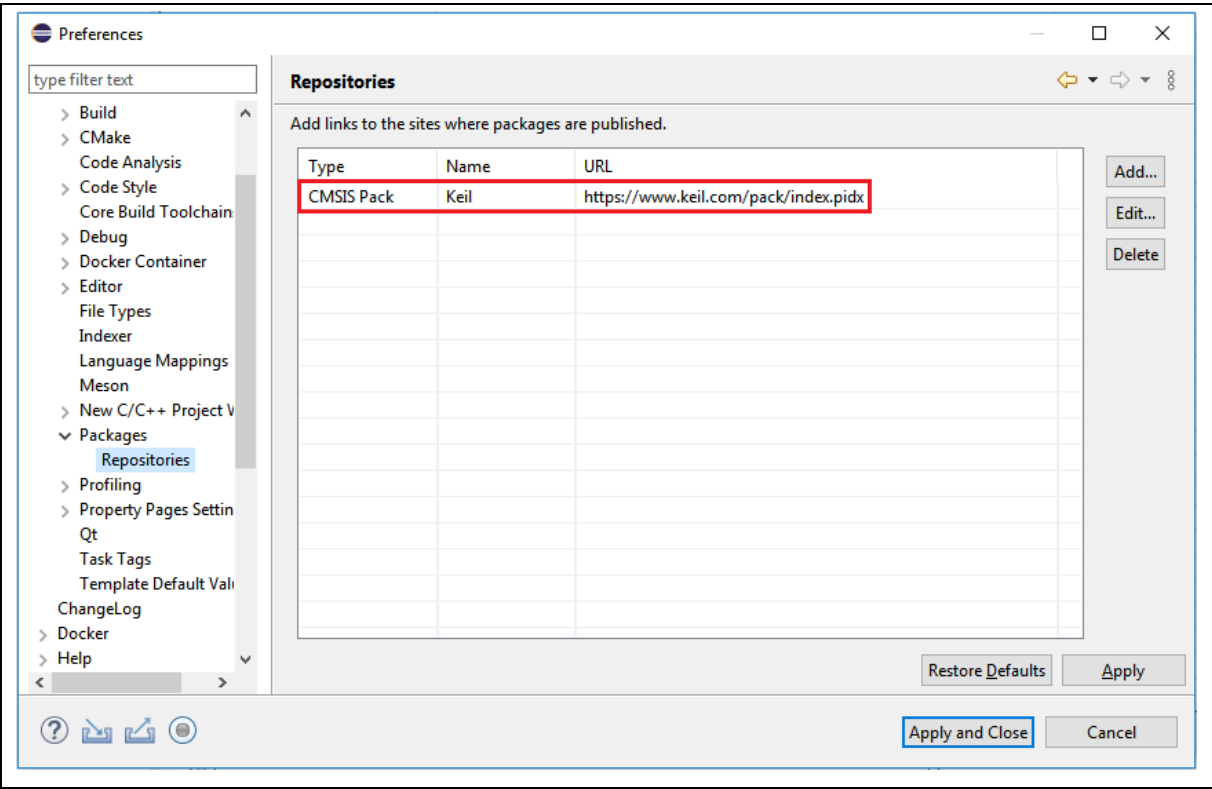 Preferences
type filter text
Build
CMake
Code Analysis
Code Style
Core Build Toolchain
Debug
Docker Container
Editor
File Types
Indexer
Language Mappings
Meson
New C/C++ Project W
Packages
Repositories
Profiling
Property Pages Settin
Qt
Task Tags
Template Default Valu
ChangeLog
Docker
Help
Repositories
Add links to the sites where packages are published.
Type Name URL
CMSIS Pack Keil https://www.keil.com/pack/index.pidx
Add...
Edit...
Delete
Restore Defaults Apply
Apply and Close Cancel